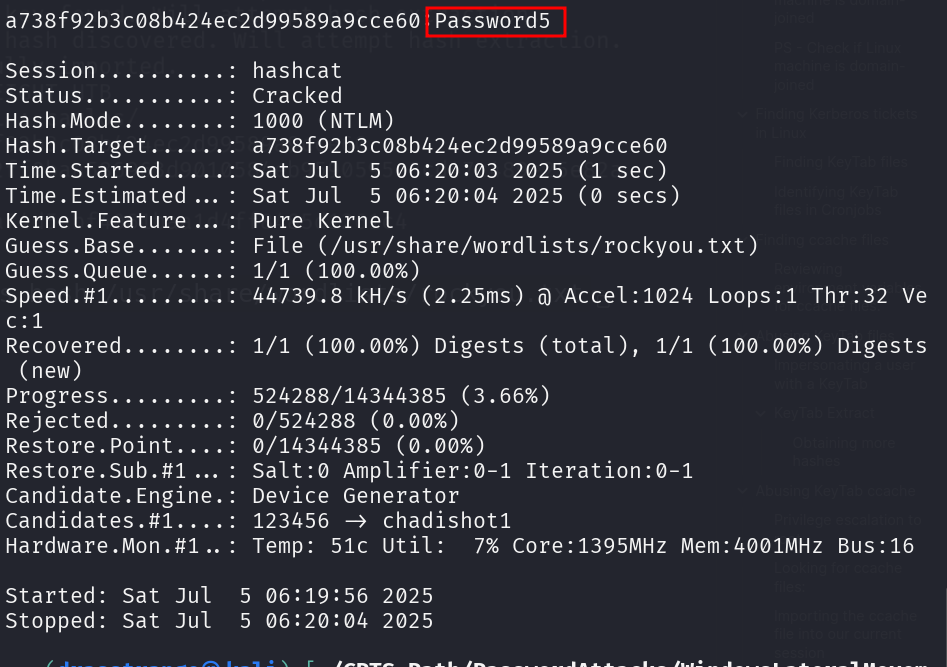 a738f92b3c08b424ec2d99589a9cce60:Password5
Session..........: hashcat
Status...........: Cracked
Hash.Mode........: 1000 (NTLM)
Hash.Target......: a738f92b3c08b424ec2d99589a9cce60
Time.Started.....: Sat Jul  5 06:20:03 2025 (1 sec)
Time.Estimated...: Sat Jul  5 06:20:04 2025 (0 secs)
Kernel.Feature...: Pure Kernel
Guess.Base.......: File (/usr/share/wordlists/rockyou.txt)
Guess.Queue......: 1/1 (100.00%)
Speed.#1.........: 44739.8 kH/s (2.25ms) @ Accel:1024 Loops:1 Thr:32 Ve
c:1
Recovered........: 1/1 (100.00%) Digests (total), 1/1 (100.00%) Digests
 (new)
Progress.........: 524288/14344385 (3.66%)
Rejected.........: 0/524288 (0.00%)
Restore.Point....: 0/14344385 (0.00%)
Restore.Sub.#1...: Salt:0 Amplifier:0-1 Iteration:0-1
Candidate.Engine.: Device Generator
Candidates.#1....: 123456 -> chadishot1
Hardware.Mon.#1..: Temp: 51c Util:  7% Core:1395MHz Mem:4001MHz Bus:16
Started: Sat Jul  5 06:19:56 2025
Stopped: Sat Jul  5 06:20:04 2025